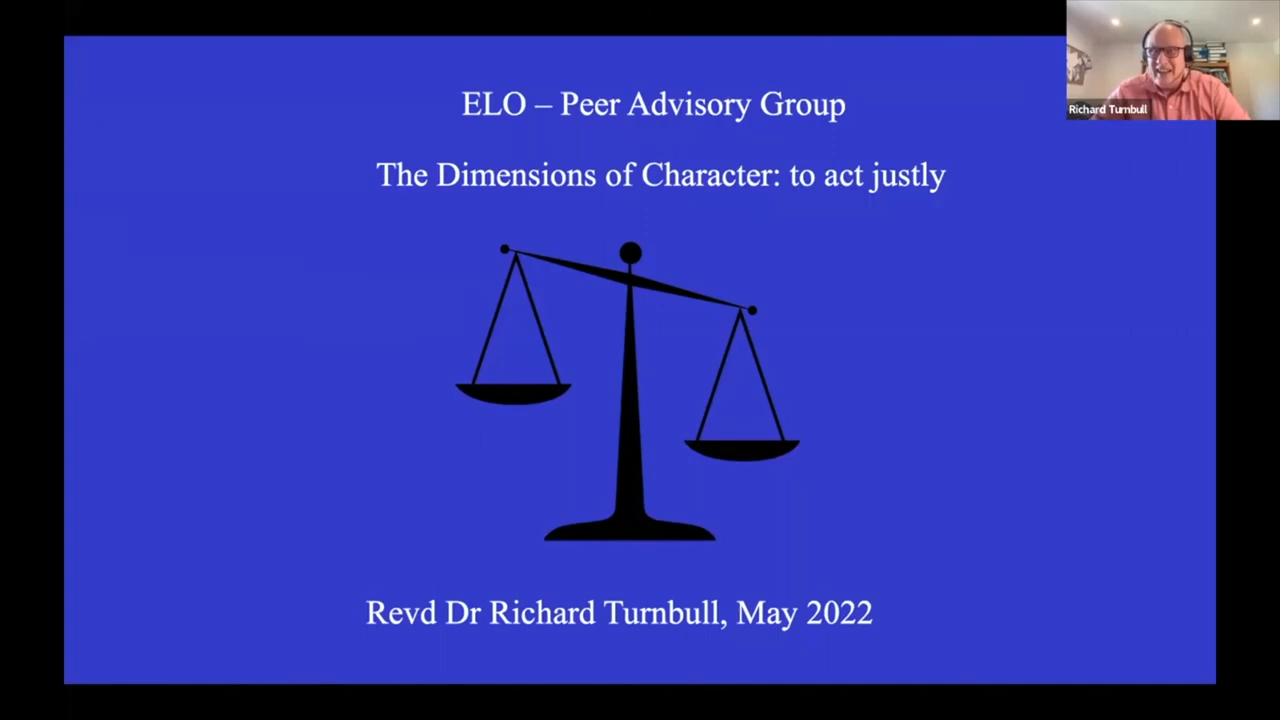 ELO – Peer Advisory Group
The Dimensions of Character: to act justly
Revd Dr Richard Turnbull, May 2022
Richard Turnbull